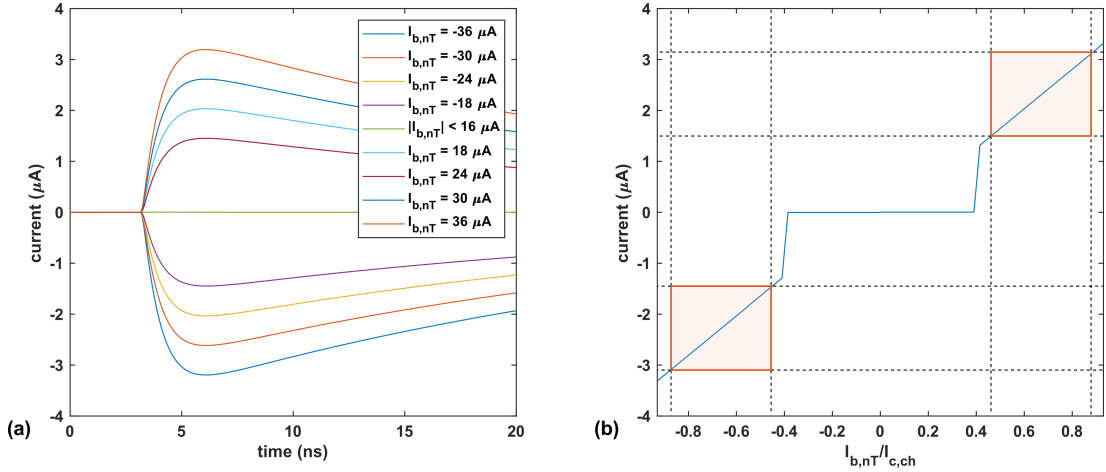 4
3
2
1
0
-1
-2
-3
-4
current (μA)
0
5
10
15
20
time (ns)
(a)
I_b,nT = -36 μA
I_b,nT = -30 μA
I_b,nT = -24 μA
I_b,nT = -18 μA
|I_b,nT| < 16 μA
I_b,nT = 18 μA
I_b,nT = 24 μA
I_b,nT = 30 μA
I_b,nT = 36 μA
4
3
2
1
0
-1
-2
-3
-4
current (μA)
-0.8
-0.6
-0.4
-0.2
0
0.2
0.4
0.6
0.8
I_b,nT/I_c,ch
(b)